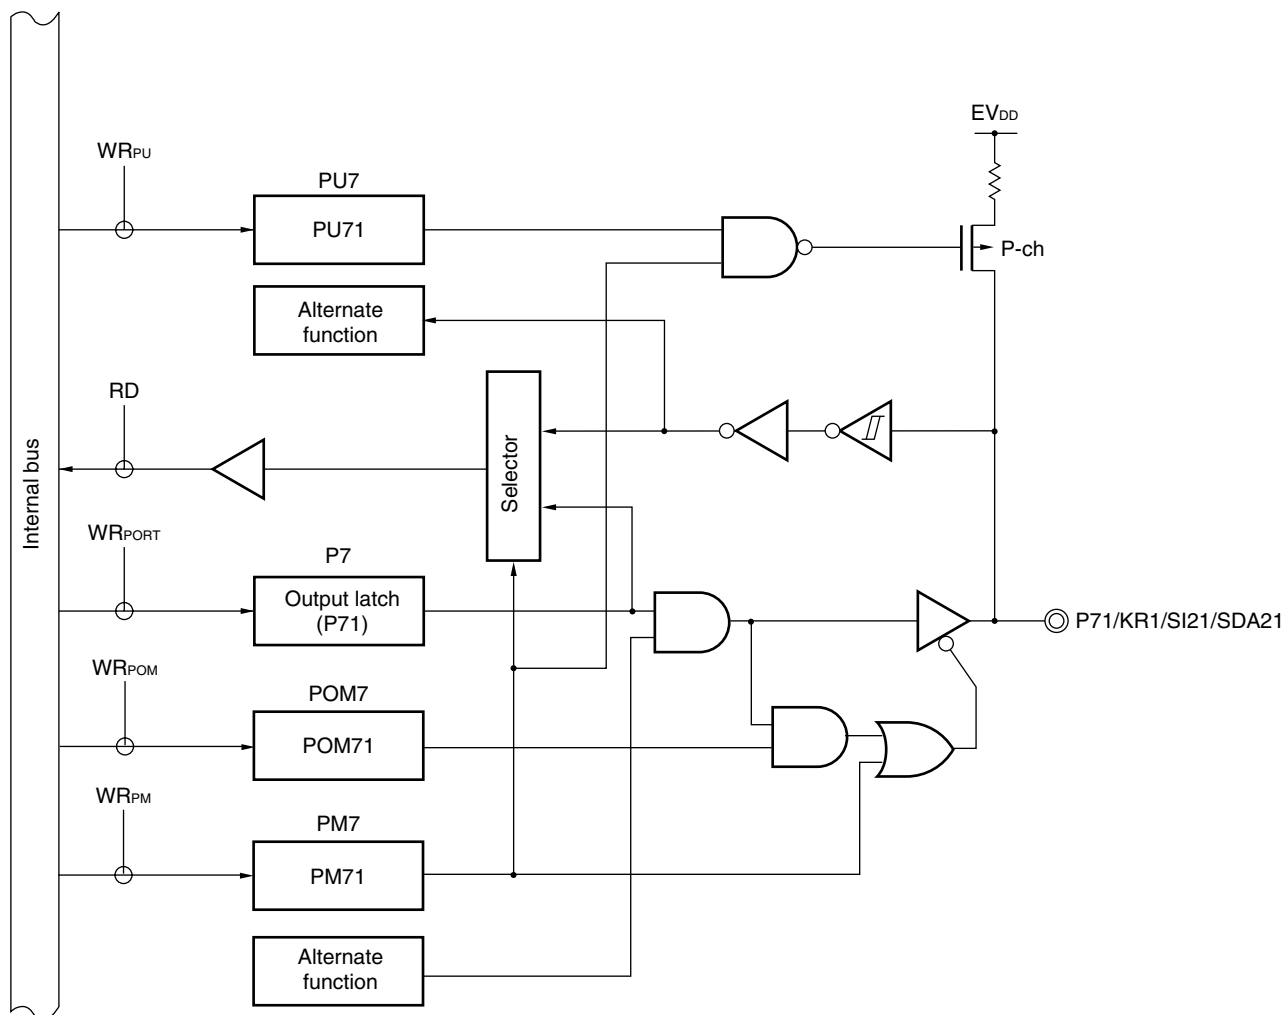 EVDD
WRPU
PU7
PU71
P-ch
Alternate
function
RD
Selector
Internal bus
WRPORT
P7
Output latch
(P71)
P71/KR1/SI21/SDA21
WRPOM
POM7
POM71
WRPM
PM7
PM71
Alternate
function